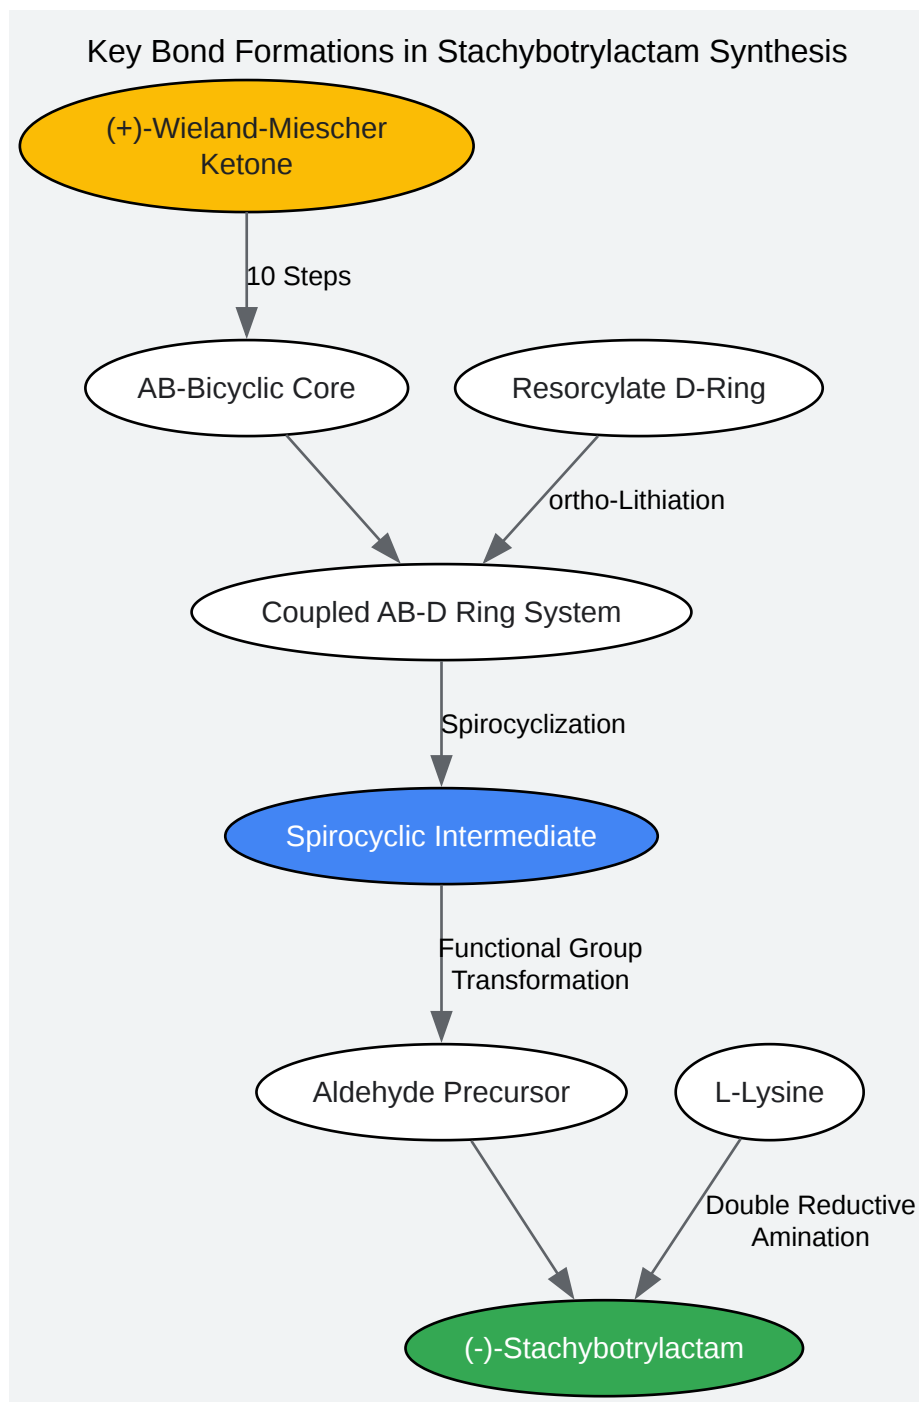 Key Bond Formations in Stachybotrylactam Synthesis
(+)-Wieland-Miescher
Ketone
10 Steps
AB-Bicyclic Core
Resorcylate D-Ring
ortho-Lithiation
Coupled AB-D Ring System
Spirocyclization
Spirocyclic Intermediate
Functional Group
Transformation
Aldehyde Precursor
L-Lysine
Double Reductive
Amination
(-)-Stachybotrylactam